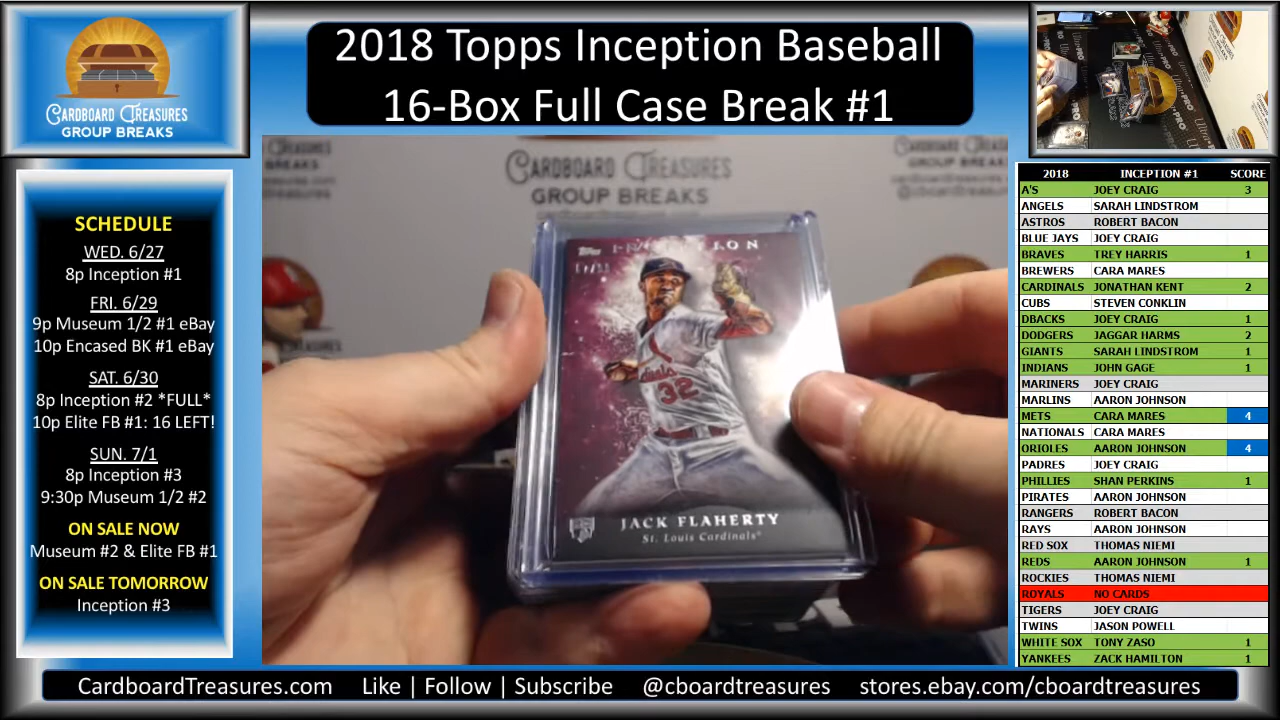 CARDBOARD TREASURES
GROUP BREAKS
2018 Topps Inception Baseball
16-Box Full Case Break #1
SCHEDULE
WED. 6/27
8p Inception #1
FRI. 6/29
9p Museum 1/2 #1 eBay
10p Encased BK #1 eBay
SAT. 6/30
8p Inception #2 *FULL*
10p Elite FB #1: 16 LEFT!
SUN. 7/1
8p Inception #3
9:30p Museum 1/2 #2
ON SALE NOW
Museum #2 & Elite FB #1
ON SALE TOMORROW
Inception #3
CARDBOARD TREASURES
GROUP BREAKS
topps
32
JACK FLAHERTY
St. Louis Cardinals
2018 INCEPTION #1 SCORE
A'S JOEY CRAIG 3
ANGELS SARAH LINDSTROM
ASTROS ROBERT BACON
BLUE JAYS JOEY CRAIG
BRAVES TREY HARRIS 1
BREWERS CARA MARES
CARDINALS JONATHAN KENT 2
CUBS STEVEN CONKLIN
DBACKS JOEY CRAIG 1
DODGERS JAGGAR HARMS 2
GIANTS SARAH LINDSTROM 1
INDIANS JOHN GAGE 1
MARINERS JOEY CRAIG
MARLINS AARON JOHNSON
METS CARA MARES 4
NATIONALS CARA MARES
ORIOLES AARON JOHNSON 4
PADRES JOEY CRAIG
PHILLIES SHAN PERKINS 1
PIRATES AARON JOHNSON
RANGERS ROBERT BACON
RAYS AARON JOHNSON
RED SOX THOMAS NIEMI
REDS AARON JOHNSON 1
ROCKIES THOMAS NIEMI
ROYALS NO CARDS
TIGERS JOEY CRAIG
TWINS JASON POWELL
WHITE SOX TONY ZASO 1
YANKEES ZACK HAMILTON 1
CardboardTreasures.com Like | Follow | Subscribe @cboardtreasures stores.ebay.com/cboardtreasures